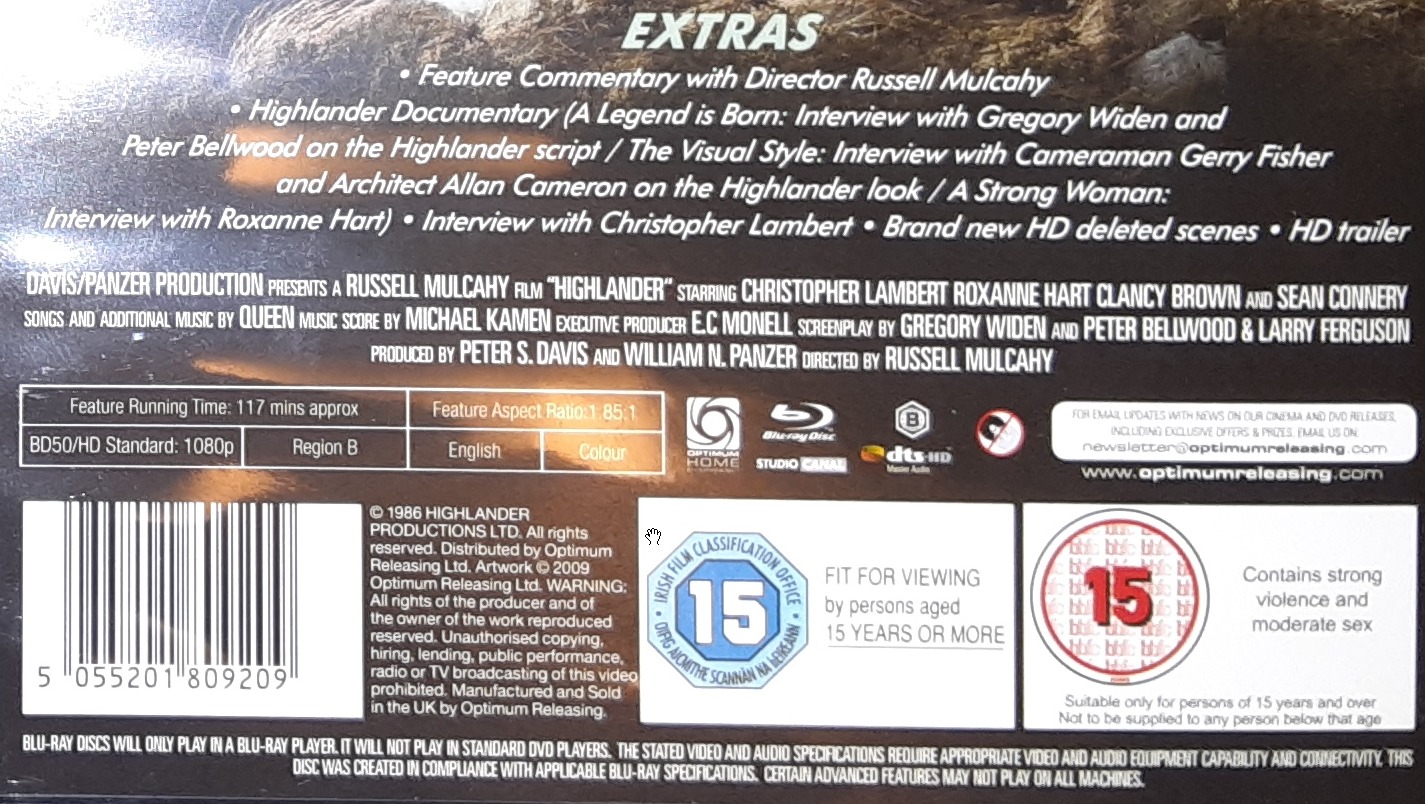 EXTRAS
• Feature Commentary with Director Russell Mulcahy
• Highlander Documentary (A Legend is Born: Interview with Gregory Widen and
Peter Bellwood on the Highlander script / The Visual Style: Interview with Cameraman Gerry Fisher
and Architect Allan Cameron on the Highlander look / A Strong Woman:
Interview with Roxanne Hart) • Interview with Christopher Lambert • Brand new HD deleted scenes • HD trailer
DAVIS/PANZER PRODUCTION PRESENTS A RUSSELL MULCAHY FILM "HIGHLANDER" STARRING CHRISTOPHER LAMBERT ROXANNE HART CLANCY BROWN AND SEAN CONNERY
SONGS AND ADDITIONAL MUSIC BY QUEEN MUSIC SCORE BY MICHAEL KAMEN EXECUTIVE PRODUCER E.C MONELL SCREENPLAY BY GREGORY WIDEN AND PETER BELLWOOD & LARRY FERGUSON
PRODUCED BY PETER S. DAVIS AND WILLIAM N. PANZER DIRECTED BY RUSSELL MULCAHY
Feature Running Time: 117 mins approx
Feature Aspect Ratio:1.85:1
BD50/HD Standard: 1080p
Region B
English
Colour
OPTIMUM
HOME
Blu-ray Disc
STUDIO CANAL
B
dts-HD
Master Audio
FOR EMAIL UPDATES WITH NEWS ON OUR CINEMA AND DVD RELEASES,
INCLUDING EXCLUSIVE OFFERS & PRIZES. EMAIL US ON:
newsletter@optimumreleasing.com
www.optimumreleasing.com
5 055201 809209
© 1986 HIGHLANDER
PRODUCTIONS LTD. All rights
reserved. Distributed by Optimum
Releasing Ltd. Artwork © 2009
Optimum Releasing Ltd. WARNING:
All rights of the producer and of
the owner of the work reproduced
reserved. Unauthorised copying,
hiring, lending, public performance,
radio or TV broadcasting of this video
prohibited. Manufactured and Sold
in the UK by Optimum Releasing.
IRISH FILM CLASSIFICATION OFFICE
15
OIFIG AICMITHE SCANNÁN NA hÉIREANN
FIT FOR VIEWING
by persons aged
15 YEARS OR MORE
bbfc
15
Contains strong
violence and
moderate sex
Suitable only for persons of 15 years and over
Not to be supplied to any person below that age
BLU-RAY DISCS WILL ONLY PLAY IN A BLU-RAY PLAYER. IT WILL NOT PLAY IN STANDARD DVD PLAYERS. THE STATED VIDEO AND AUDIO SPECIFICATIONS REQUIRE APPROPRIATE VIDEO AND AUDIO EQUIPMENT CAPABILITY AND CONNECTIVITY. THIS
DISC WAS CREATED IN COMPLIANCE WITH APPLICABLE BLU-RAY SPECIFICATIONS. CERTAIN ADVANCED FEATURES MAY NOT PLAY ON ALL MACHINES.